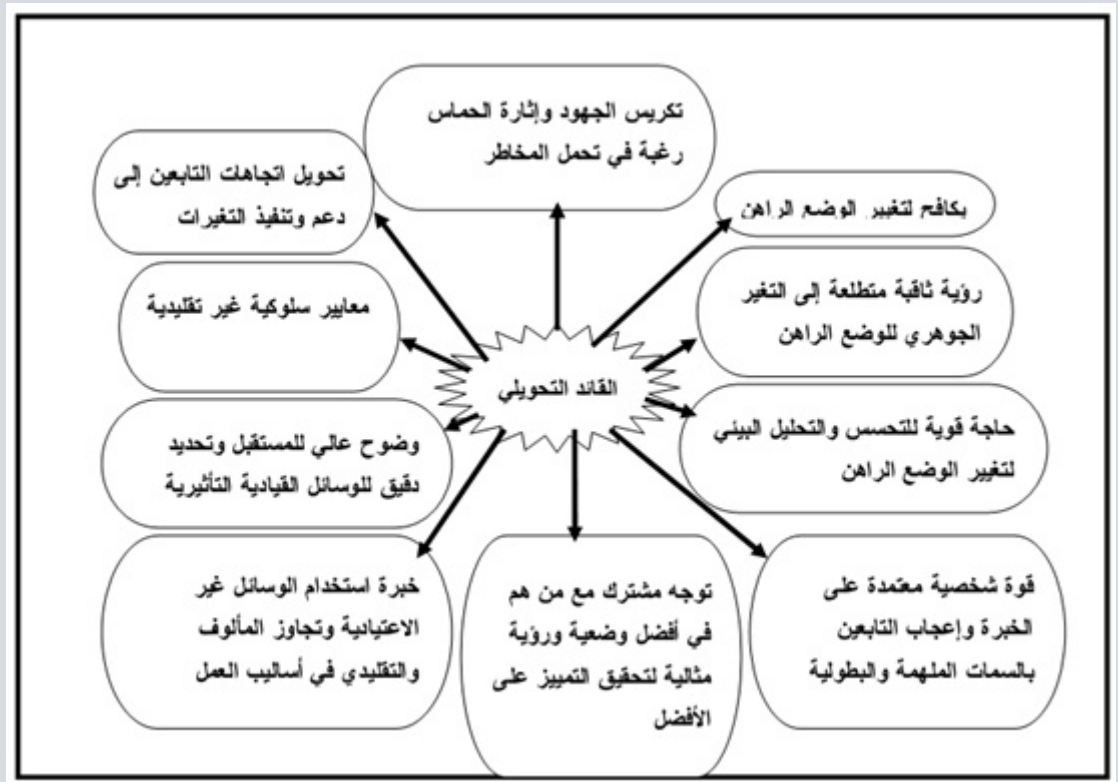 تكريس الجهود وإثارة الحماس
رغبة في تحمل المخاطر
يكافح لتغيير الوضع الراهن
رؤية ثاقبة متطلعة إلى التغير
الجوهري للوضع الراهن
حاجة قوية للتحسس والتحليل البيئي
لتغيير الوضع الراهن
قوة شخصية معتمدة على
الخبرة وإعجاب التابعين
بالسمات الملهمة والبطولية
توجه مشترك مع من هم
في أفضل وضعية ورؤية
مثالية لتحقيق التمييز على
الأفضل
خبرة استخدام الوسائل غير
الاعتيادية وتجاوز المألوف
والتقليدي في أساليب العمل
وضوح عالي للمستقبل وتحديد
دقيق للوسائل القيادية التأثيرية
معايير سلوكية غير تقليدية
تحويل اتجاهات التابعين إلى
دعم وتنفيذ التغيرات
القائد التحويلي